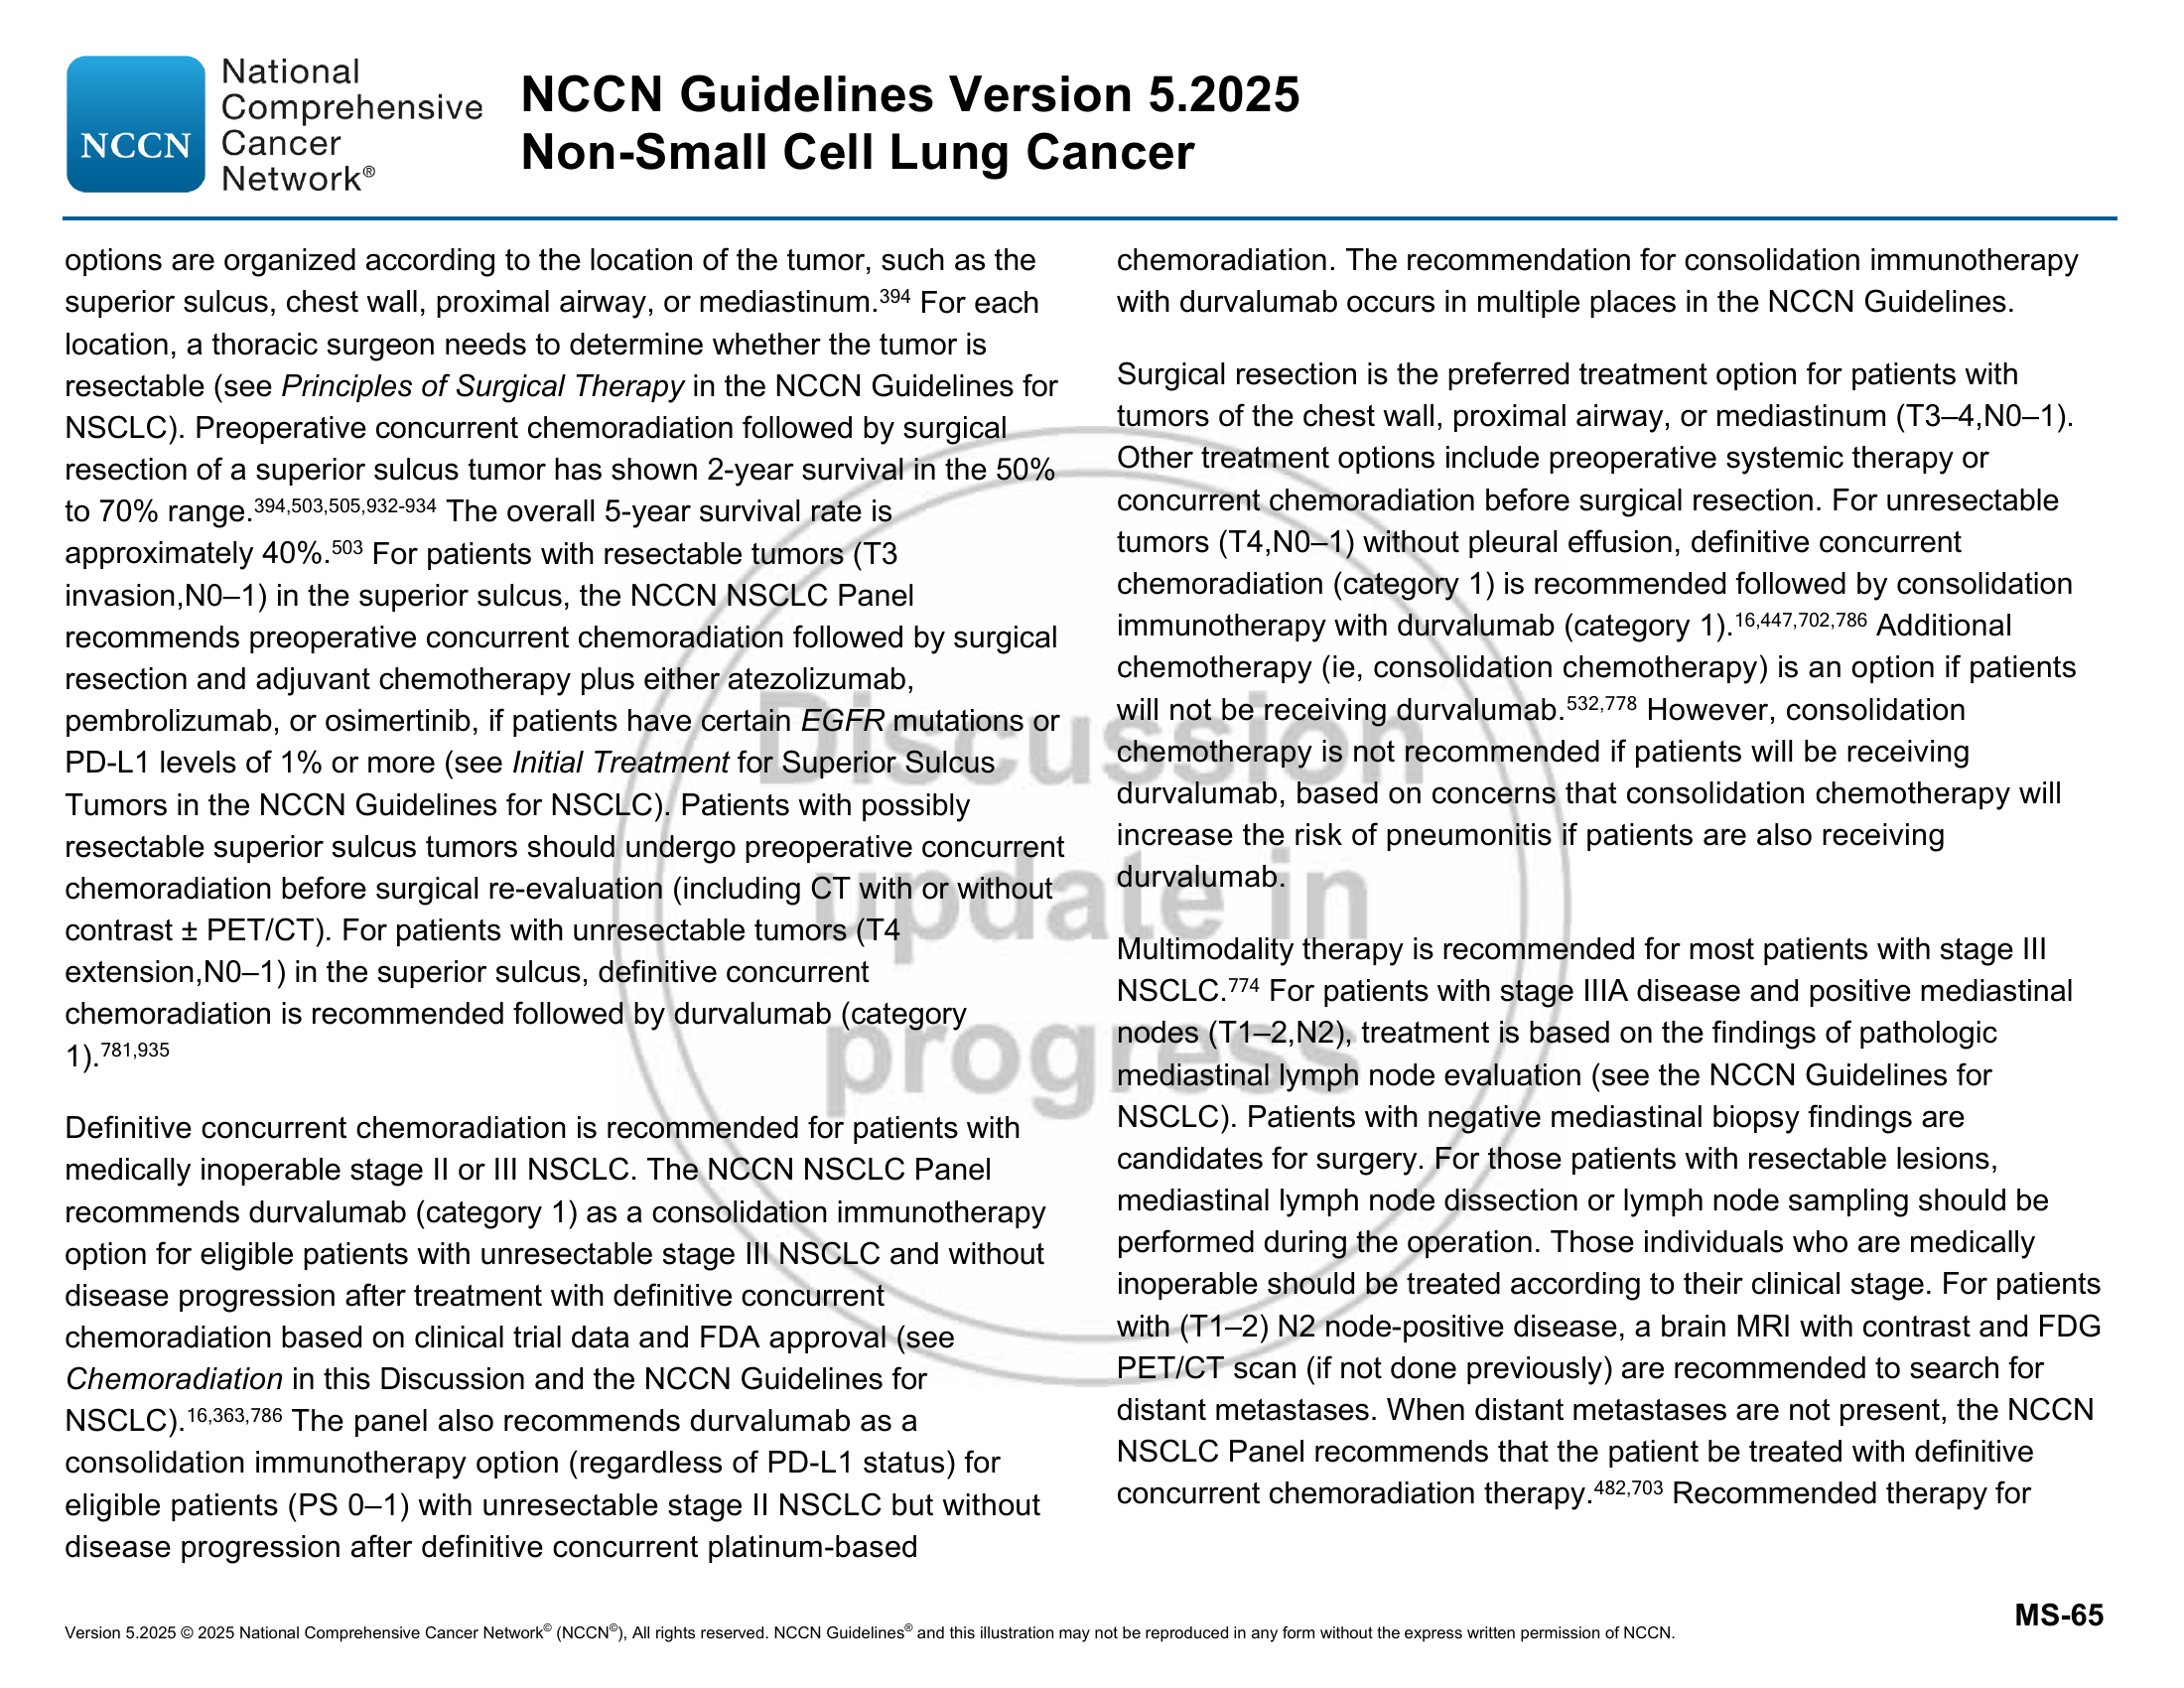 NCCN
National
Comprehensive
Cancer
Network®
NCCN Guidelines Version 5.2025
Non-Small Cell Lung Cancer
options are organized according to the location of the tumor, such as the
superior sulcus, chest wall, proximal airway, or mediastinum.394 For each
location, a thoracic surgeon needs to determine whether the tumor is
resectable (see Principles of Surgical Therapy in the NCCN Guidelines for
NSCLC). Preoperative concurrent chemoradiation followed by surgical
resection of a superior sulcus tumor has shown 2-year survival in the 50%
to 70% range.394,503,505,932-934 The overall 5-year survival rate is
approximately 40%.503 For patients with resectable tumors (T3
invasion,N0–1) in the superior sulcus, the NCCN NSCLC Panel
recommends preoperative concurrent chemoradiation followed by surgical
resection and adjuvant chemotherapy plus either atezolizumab,
pembrolizumab, or osimertinib, if patients have certain EGFR mutations or
PD-L1 levels of 1% or more (see Initial Treatment for Superior Sulcus
Tumors in the NCCN Guidelines for NSCLC). Patients with possibly
resectable superior sulcus tumors should undergo preoperative concurrent
chemoradiation before surgical re-evaluation (including CT with or without
contrast ± PET/CT). For patients with unresectable tumors (T4
extension,N0–1) in the superior sulcus, definitive concurrent
chemoradiation is recommended followed by durvalumab (category
1).781,935
Definitive concurrent chemoradiation is recommended for patients with
medically inoperable stage II or III NSCLC. The NCCN NSCLC Panel
recommends durvalumab (category 1) as a consolidation immunotherapy
option for eligible patients with unresectable stage III NSCLC and without
disease progression after treatment with definitive concurrent
chemoradiation based on clinical trial data and FDA approval (see
Chemoradiation in this Discussion and the NCCN Guidelines for
NSCLC).16,363,786 The panel also recommends durvalumab as a
consolidation immunotherapy option (regardless of PD-L1 status) for
eligible patients (PS 0–1) with unresectable stage II NSCLC but without
disease progression after definitive concurrent platinum-based
chemoradiation. The recommendation for consolidation immunotherapy
with durvalumab occurs in multiple places in the NCCN Guidelines.
Surgical resection is the preferred treatment option for patients with
tumors of the chest wall, proximal airway, or mediastinum (T3–4,N0–1).
Other treatment options include preoperative systemic therapy or
concurrent chemoradiation before surgical resection. For unresectable
tumors (T4,N0–1) without pleural effusion, definitive concurrent
chemoradiation (category 1) is recommended followed by consolidation
immunotherapy with durvalumab (category 1).16,447,702,786 Additional
chemotherapy (ie, consolidation chemotherapy) is an option if patients
will not be receiving durvalumab.532,778 However, consolidation
chemotherapy is not recommended if patients will be receiving
durvalumab, based on concerns that consolidation chemotherapy will
increase the risk of pneumonitis if patients are also receiving
durvalumab.
Multimodality therapy is recommended for most patients with stage III
NSCLC.774 For patients with stage IIIA disease and positive mediastinal
nodes (T1–2,N2), treatment is based on the findings of pathologic
mediastinal lymph node evaluation (see the NCCN Guidelines for
NSCLC). Patients with negative mediastinal biopsy findings are
candidates for surgery. For those patients with resectable lesions,
mediastinal lymph node dissection or lymph node sampling should be
performed during the operation. Those individuals who are medically
inoperable should be treated according to their clinical stage. For patients
with (T1–2) N2 node-positive disease, a brain MRI with contrast and FDG
PET/CT scan (if not done previously) are recommended to search for
distant metastases. When distant metastases are not present, the NCCN
NSCLC Panel recommends that the patient be treated with definitive
concurrent chemoradiation therapy.482,703 Recommended therapy for
Discussion
update in
progress
MS-65
Version 5.2025 © 2025 National Comprehensive Cancer Network© (NCCN©), All rights reserved. NCCN Guidelines® and this illustration may not be reproduced in any form without the express written permission of NCCN.